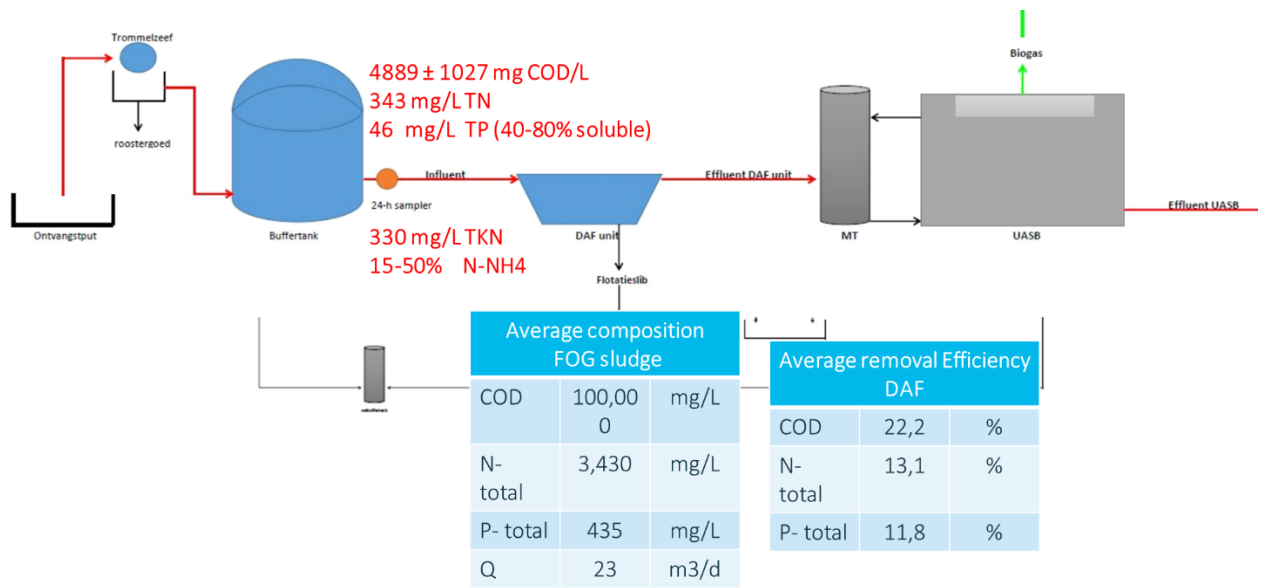 Trommelzeef
Biogas
4889 ± 1027 mg COD/L
343 mg/L TN
46 mg/L TP (40-80% soluble)
roostergoed
Influent
Effluent DAF unit
24-h sampler
Effluent UASB
Ontvangstput
Buffertank
DAF unit
MT
UASB
330 mg/L TKN
15-50% N-NH4
Flotatieslib
Average composition
FOG sludge
COD 100,00 mg/L
0
N- 3,430 mg/L
total
P- total 435 mg/L
Q 23 m3/d
Average removal Efficiency
DAF
COD 22,2 %
N- 13,1 %
total
P- total 11,8 %